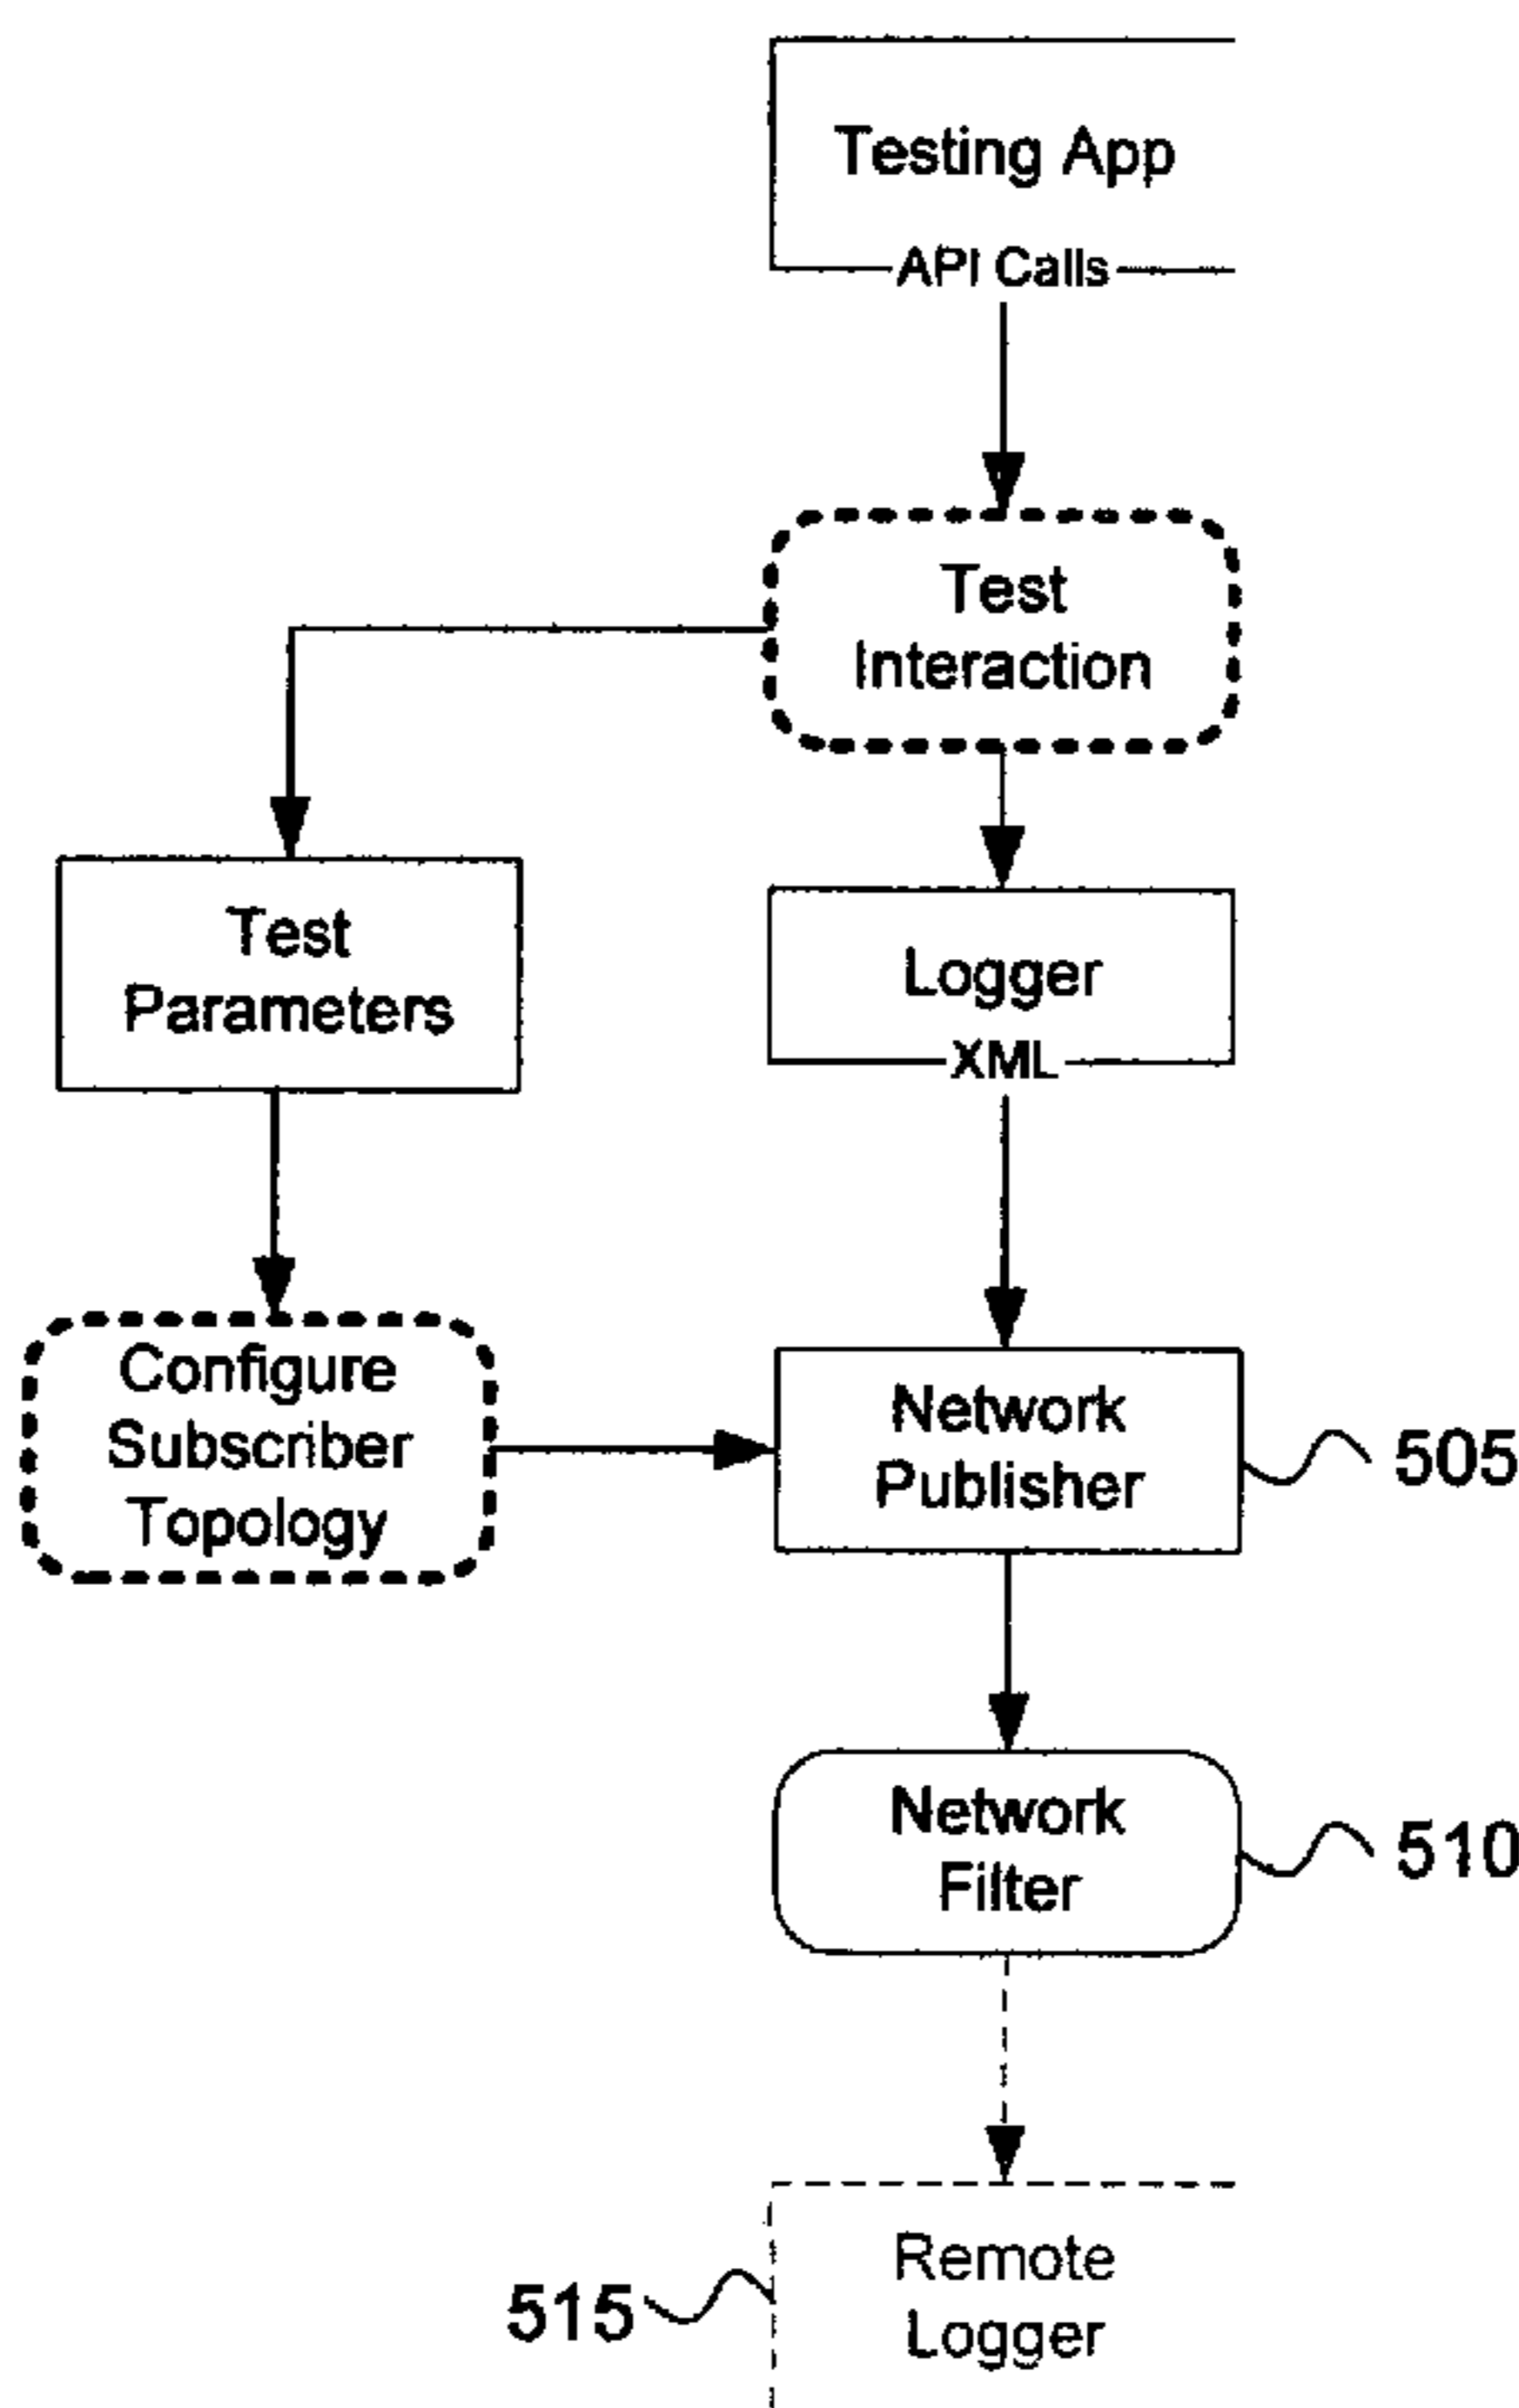 Testing App
API Calls
Test
Interaction
Test
Parameters
Logger
XML
Configure
Subscriber
Topology
Network
Publisher
505
Network
Filter
510
Remote
Logger
515